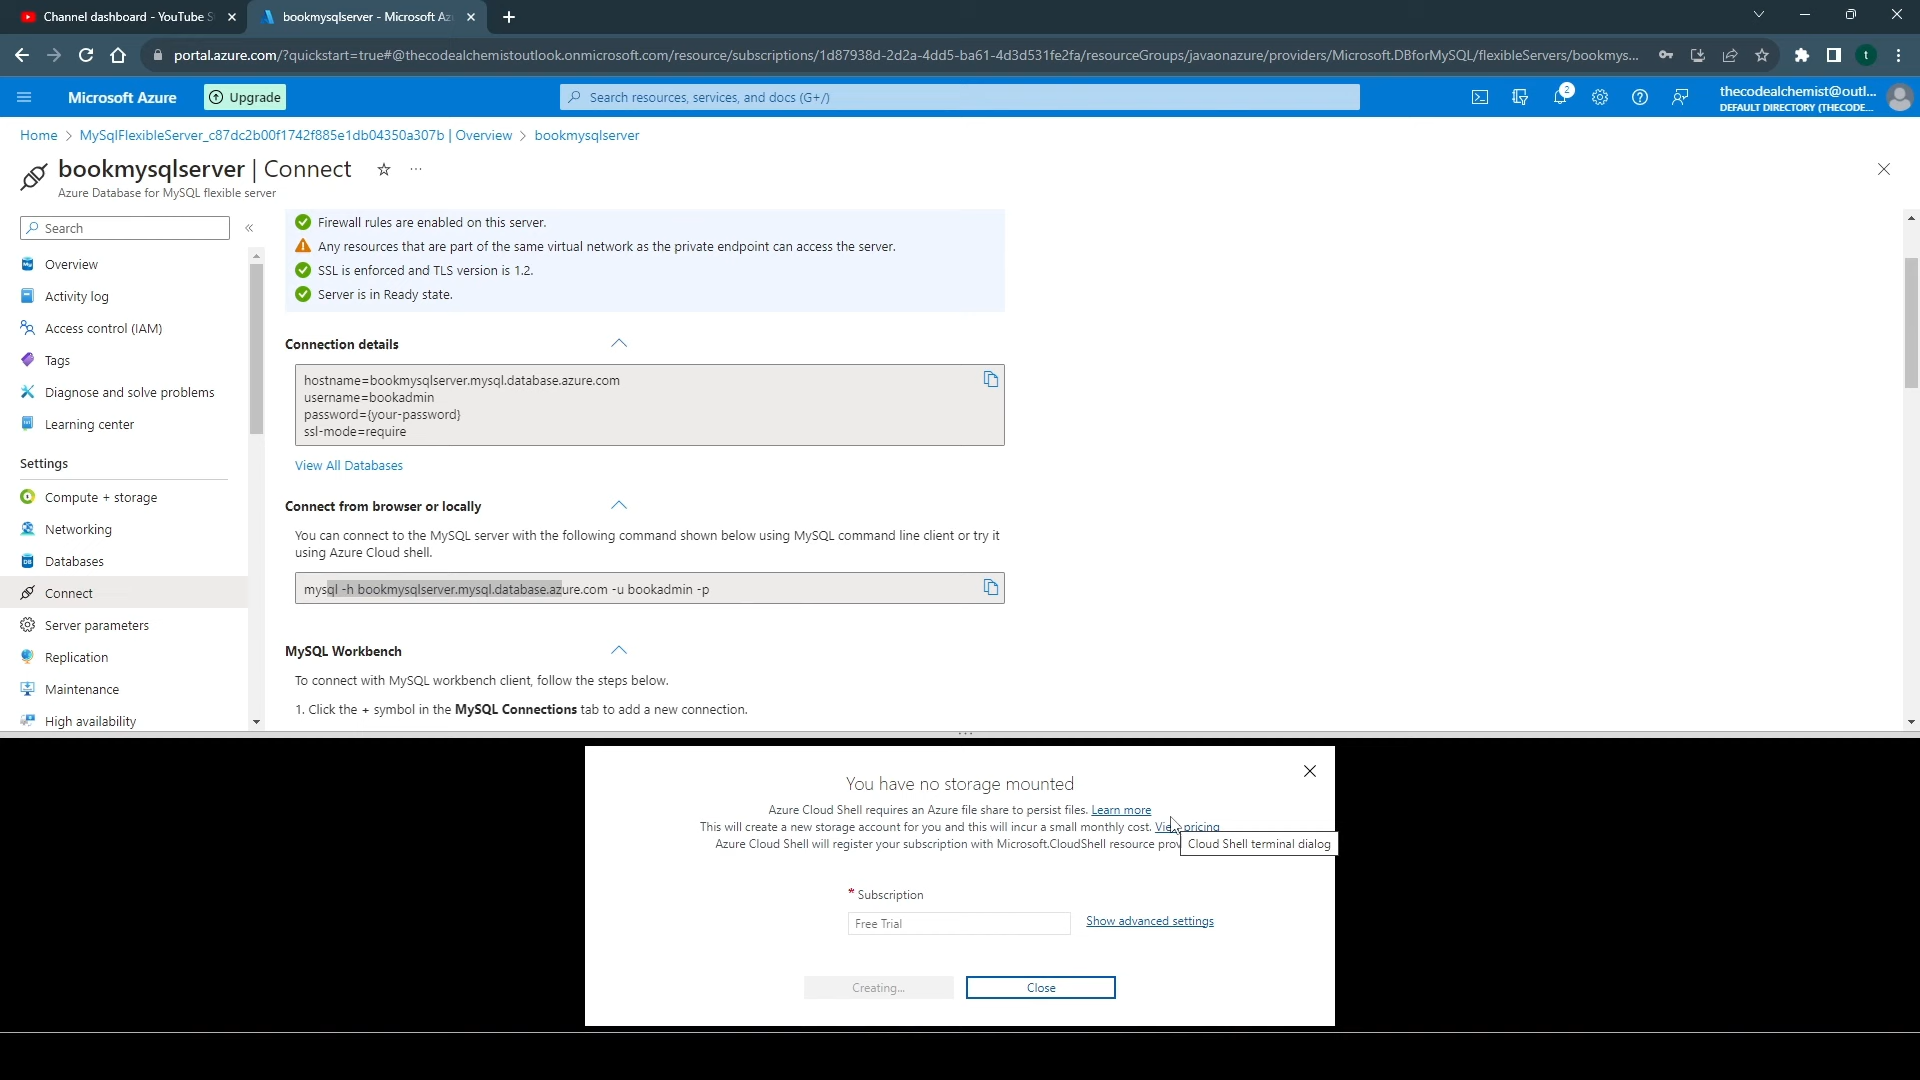 Channel dashboard - YouTube S
bookmysqlserver - Microsoft Az
portal.azure.com/?quickstart=true#@thecodealchemistoutlook.onmicrosoft.com/resource/subscriptions/1d87938d-2d2a-4dd5-ba61-4d3d531fe2fa/resourceGroups/javaonazure/providers/Microsoft.DBforMySQL/flexibleServers/bookmys...
t
Microsoft Azure
Upgrade
Search resources, services, and docs (G+/)
2
thecodealchemist@outl...
DEFAULT DIRECTORY (THECODE...
Home > MySqlFlexibleServer_c87dc2b00f1742f885e1db04350a307b | Overview > bookmysqlserver
bookmysqlserver | Connect
Azure Database for MySQL flexible server
Search
Overview
Activity log
Access control (IAM)
Tags
Diagnose and solve problems
Learning center
Settings
Compute + storage
Networking
Databases
Connect
Server parameters
Replication
Maintenance
High availability
Firewall rules are enabled on this server.
Any resources that are part of the same virtual network as the private endpoint can access the server.
SSL is enforced and TLS version is 1.2.
Server is in Ready state.
Connection details
hostname=bookmysqlserver.mysql.database.azure.com
username=bookadmin
password={your-password}
ssl-mode=require
View All Databases
Connect from browser or locally
You can connect to the MySQL server with the following command shown below using MySQL command line client or try it
using Azure Cloud shell.
mysql -h bookmysqlserver.mysql.database.azure.com -u bookadmin -p
MySQL Workbench
To connect with MySQL workbench client, follow the steps below.
1. Click the + symbol in the MySQL Connections tab to add a new connection.
You have no storage mounted
Azure Cloud Shell requires an Azure file share to persist files. Learn more
This will create a new storage account for you and this will incur a small monthly cost. View pricing
Azure Cloud Shell will register your subscription with Microsoft.CloudShell resource prov
Cloud Shell terminal dialog
* Subscription
Free Trial
Show advanced settings
Creating...
Close